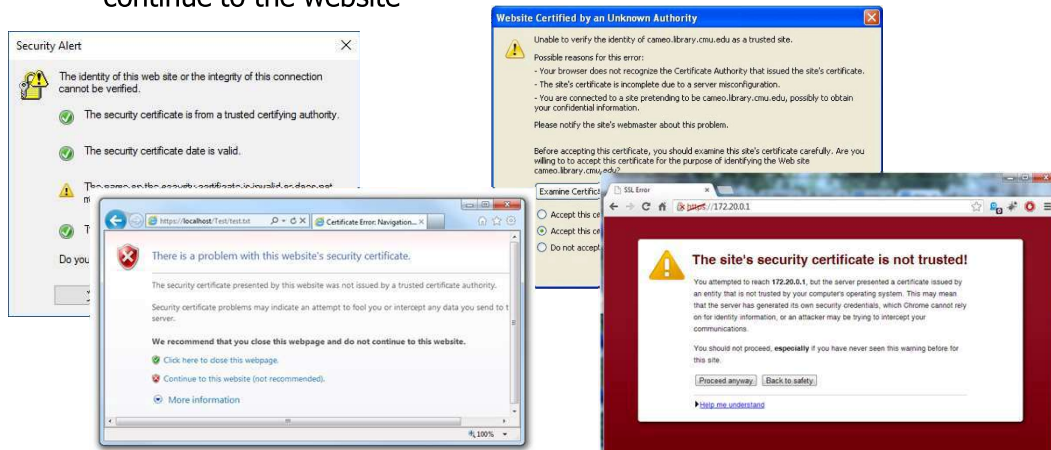 continue to the website
Security Alert
The identity of this web site or the integrity of this connection
cannot be verified.
The security certificate is from a trusted certifying authority.
The security certificate date is valid.
The name on the security certificate is invalid or does not
Do you
Website Certified by an Unknown Authority
Unable to verify the identity of cameo.library.cmu.edu as a trusted site.
Possible reasons for this error:
- Your browser does not recognize the Certificate Authority that issued the site's certificate.
- The site's certificate is incomplete due to a server misconfiguration.
- You are connected to a site pretending to be cameo.library.cmu.edu, possibly to obtain
your confidential information.
Please notify the site's webmaster about this problem.
Before accepting this certificate, you should examine this site's certificate carefully. Are you
willing to to accept this certificate for the purpose of identifying the Web site
cameo.library.cmu.edu?
Examine Certific
Accept this ce
Accept this ce
Do not accept
https://localhost/Test/test.txt
Certificate Error: Navigation...
There is a problem with this website's security certificate.
The security certificate presented by this website was not issued by a trusted certificate authority.
Security certificate problems may indicate an attempt to fool you or intercept any data you send to t
server.
We recommend that you close this webpage and do not continue to this website.
Click here to close this webpage.
Continue to this website (not recommended).
More information
100%
SSL Error
https://172.20.0.1
The site's security certificate is not trusted!
You attempted to reach 172.20.0.1, but the server presented a certificate issued by
an entity that is not trusted by your computer's operating system. This may mean
that the server has generated its own security credentials, which Chrome cannot rely
on for identity information, or an attacker may be trying to intercept your
communications.
You should not proceed, especially if you have never seen this warning before for
this site.
Proceed anyway
Back to safety
Help me understand